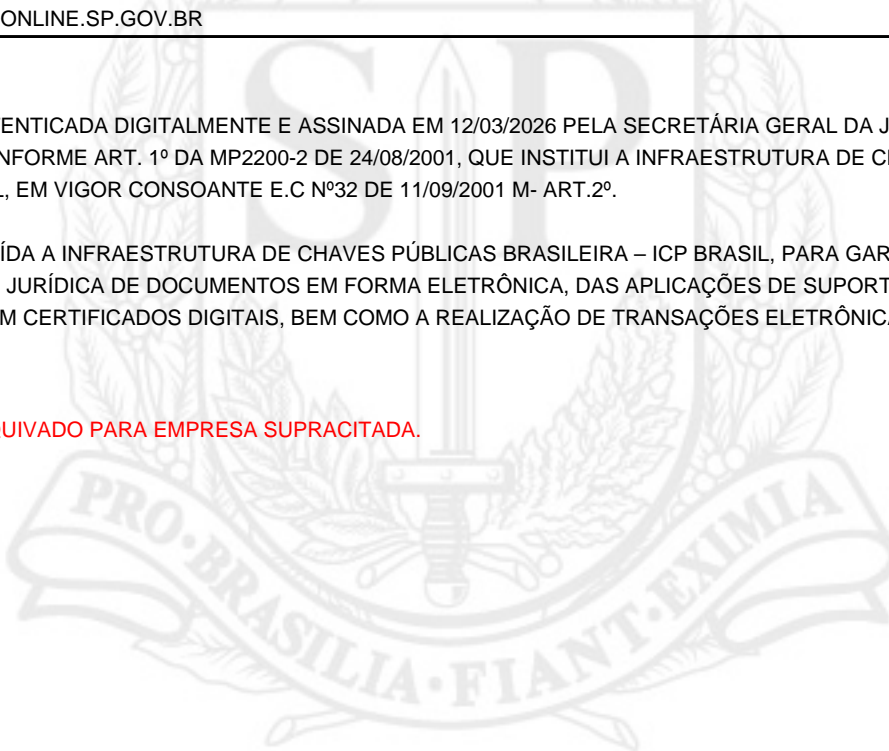 ONLINE.SP.GOV.BR
ENTICADA DIGITALMENTE E ASSINADA EM 12/03/2026 PELA SECRETÁRIA GERAL DA J
NFORME ART. 1º DA MP2200-2 DE 24/08/2001, QUE INSTITUI A INFRAESTRUTURA DE C
, EM VIGOR CONSOANTE E.C Nº32 DE 11/09/2001 M- ART.2º.
ÍDA A INFRAESTRUTURA DE CHAVES PÚBLICAS BRASILEIRA – ICP BRASIL, PARA GAR
JURÍDICA DE DOCUMENTOS EM FORMA ELETRÔNICA, DAS APLICAÇÕES DE SUPORT
M CERTIFICADOS DIGITAIS, BEM COMO A REALIZAÇÃO DE TRANSAÇÕES ELETRÔNICA
QUIVADO PARA EMPRESA SUPRACITADA.
SP
PRO·BRASILIA·FIANT·EXIMIA